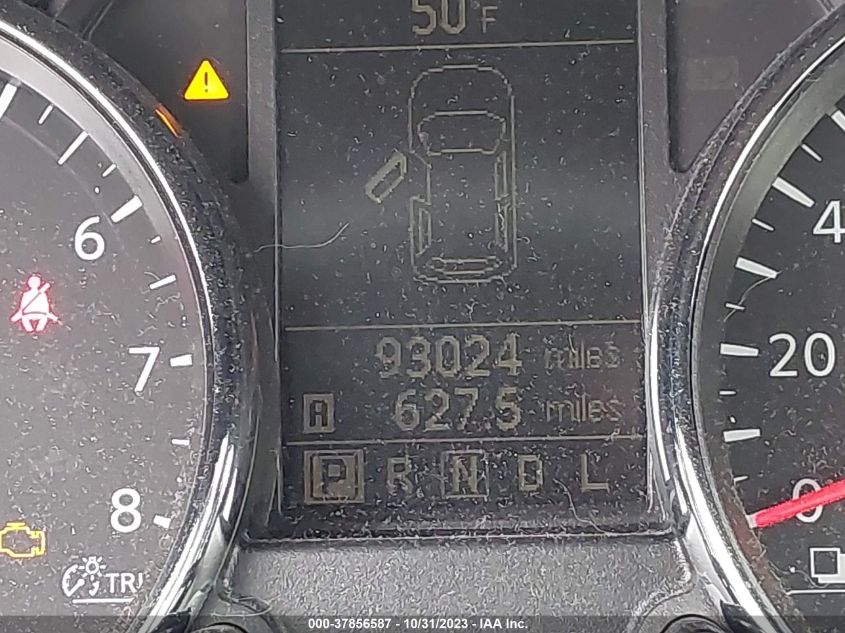 50 F
6
7
8
TRI
93024 miles
A 627.5 miles
P R N D L
4
20
0
000-37856587 - 10/31/2023 - IAA Inc.